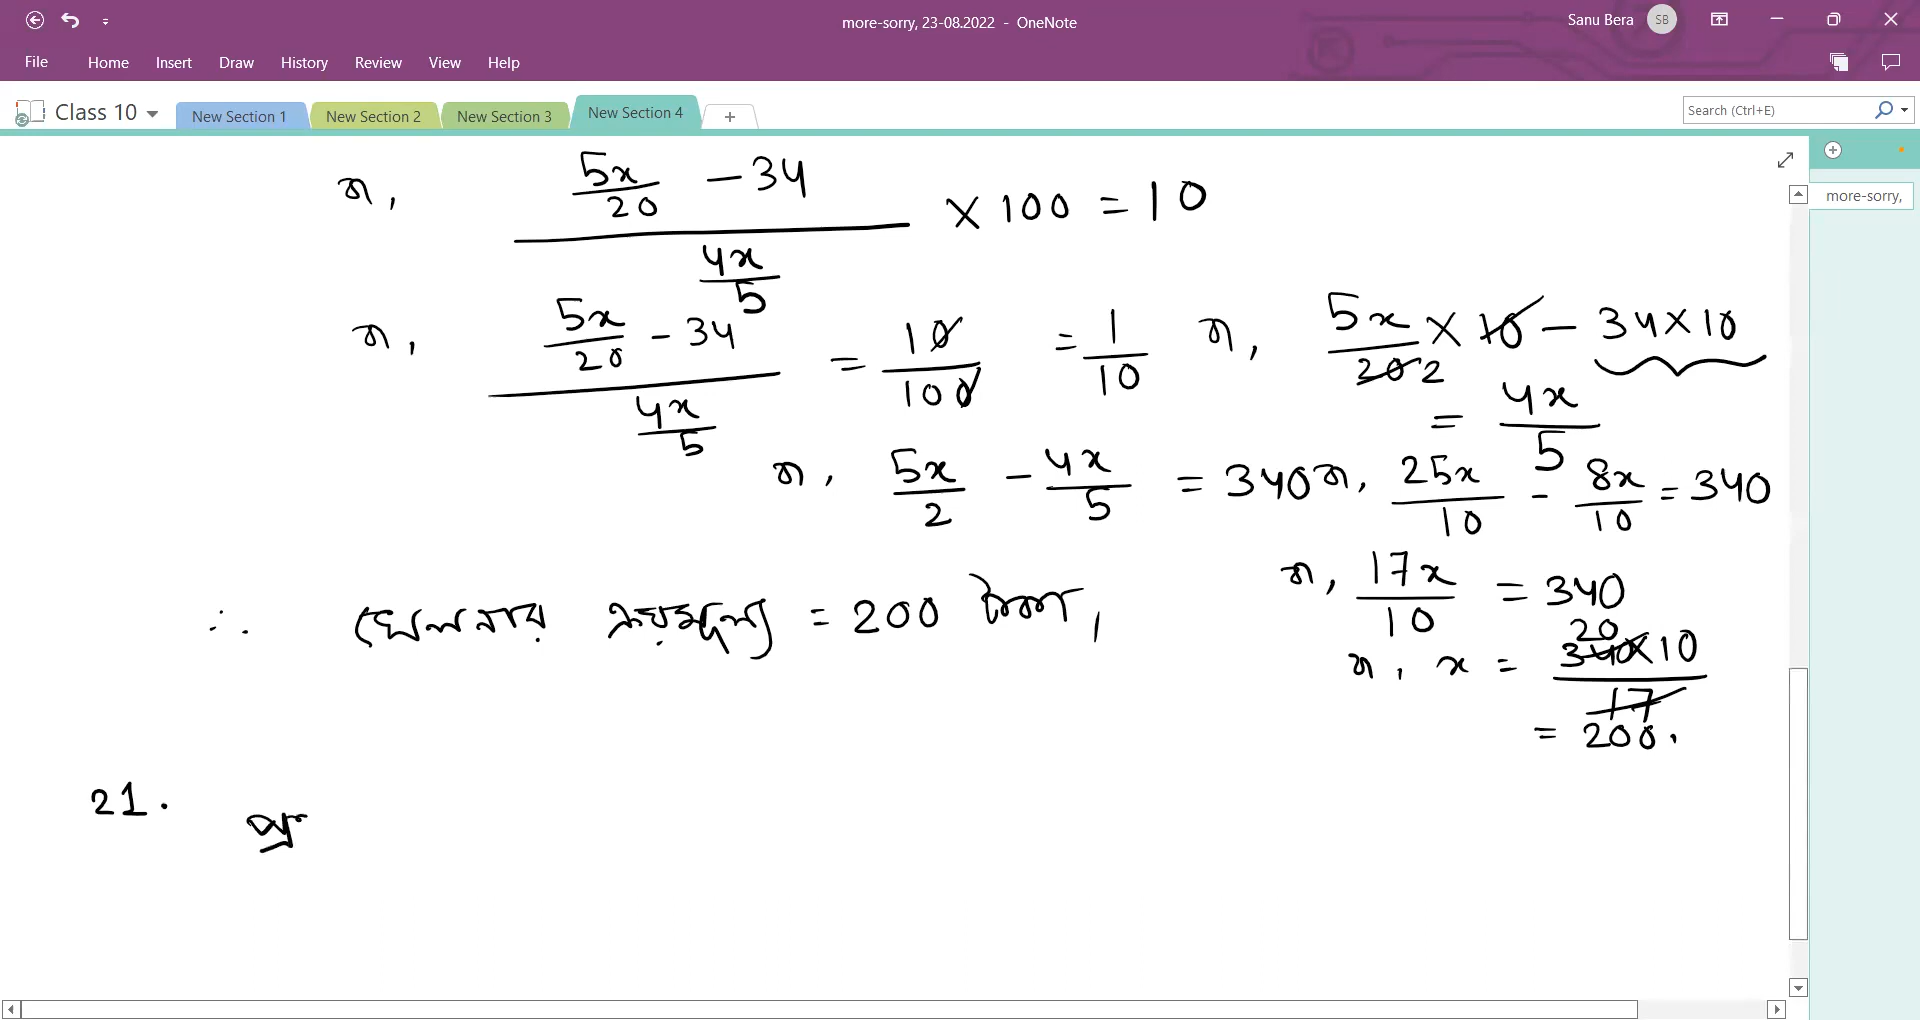 more-sorry, 23-08.2022 - OneNote
Sanu Bera SB
File Home Insert Draw History Review View Help
Class 10 New Section 1 New Section 2 New Section 3 New Section 4 +
Search (Ctrl+E)
more-sorry,
বা, (5x/20 - 34)/(4x/5) × 100 = 10
বা, (5x/20 - 34)/(4x/5) = 10/100 = 1/10
বা, 5x/20 2 × 10 - 34×10
= 4x/5
বা, 5x/2 - 4x/5 = 340
বা, 25x/10 - 8x/10 = 340
বা, 17x/10 = 340
বা, x = 340×10/17 20
= 200.
∴ খেলনার ক্রয়মূল্য = 200 টাকা,
21.